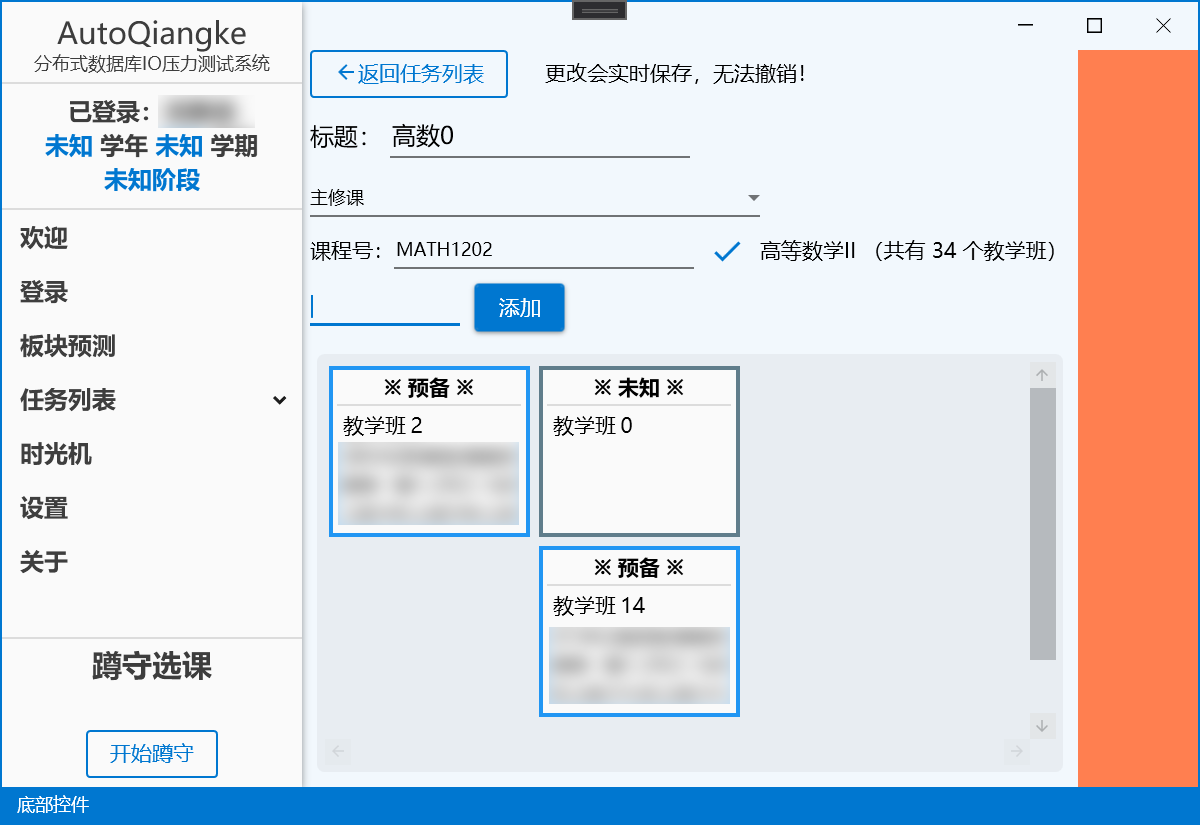 AutoQiangke
分布式数据库IO压力测试系统
已登录：
未知 学年 未知 学期
未知阶段
欢迎
登录
板块预测
任务列表
时光机
设置
关于
蹲守选课
开始蹲守
返回任务列表
更改会实时保存，无法撤销！
标题： 高数0
主修课
课程号： MATH1202
高等数学II （共有 34 个教学班）
添加
※ 预备 ※
教学班 2
※ 未知 ※
教学班 0
※ 预备 ※
教学班 14
底部控件